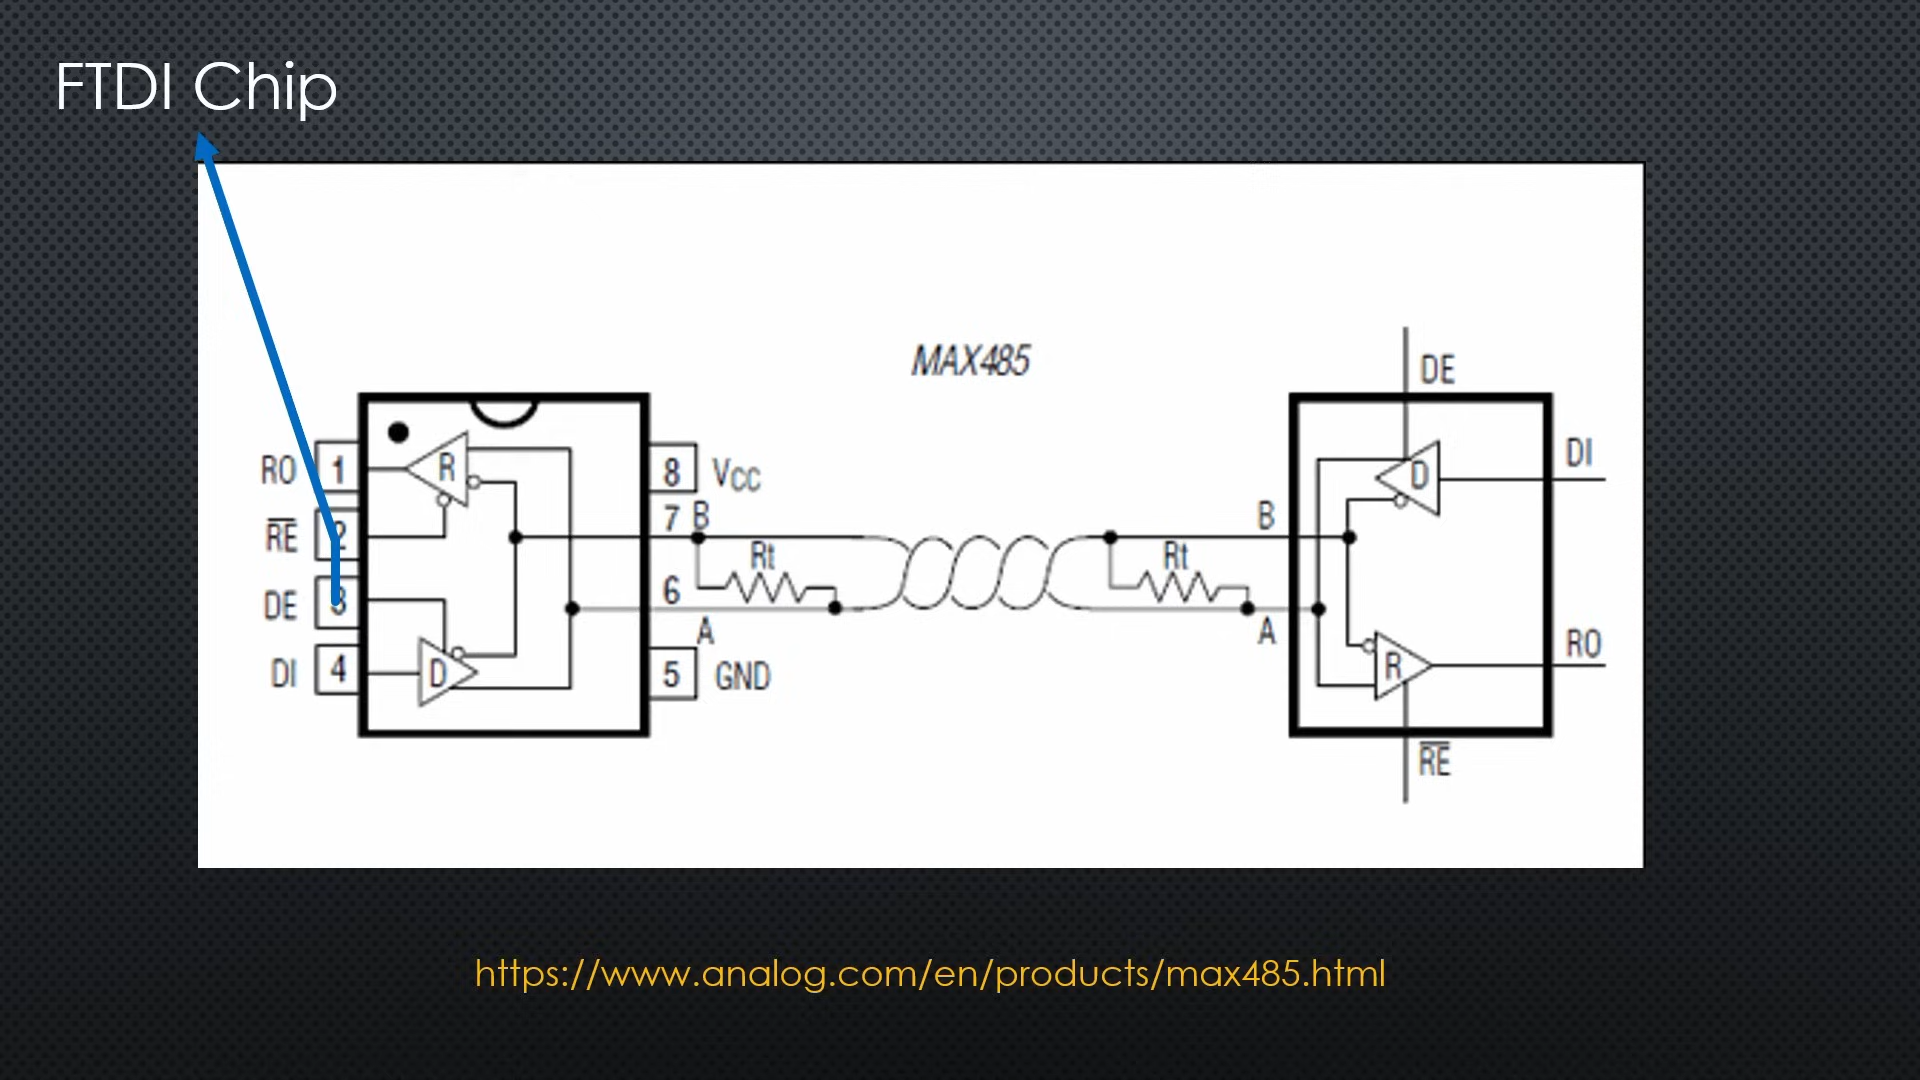 FTDI Chip
MAX485
DE
RO 1 R 8 VCC D DI
7 B B
RE 2 Rt Rt
DE 3 6
A A
DI 4 D 5 GND R RO
RE
https://www.analog.com/en/products/max485.html